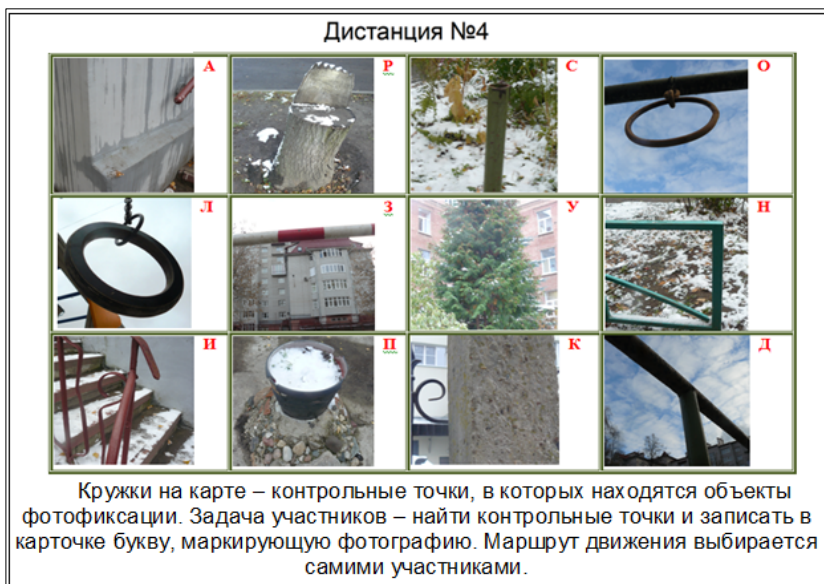 Дистанция №4
А
Р
С
О
Л
З
У
Н
И
П
К
Д
Кружки на карте – контрольные точки, в которых находятся объекты
фотофиксации. Задача участников – найти контрольные точки и записать в
карточке букву, маркирующую фотографию. Маршрут движения выбирается
самими участниками.